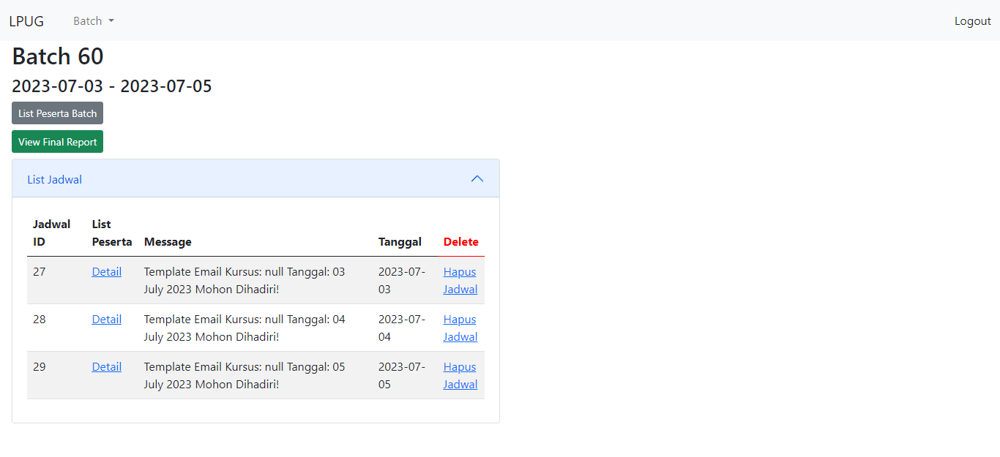 LPUG Batch Logout
Batch 60
2023-07-03 - 2023-07-05
List Peserta Batch
View Final Report
List Jadwal
Jadwal List
ID Peserta Message Tanggal Delete
27 Detail Template Email Kursus: null Tanggal: 03 2023-07- Hapus
July 2023 Mohon Dihadiri! 03 Jadwal
28 Detail Template Email Kursus: null Tanggal: 04 2023-07- Hapus
July 2023 Mohon Dihadiri! 04 Jadwal
29 Detail Template Email Kursus: null Tanggal: 05 2023-07- Hapus
July 2023 Mohon Dihadiri! 05 Jadwal